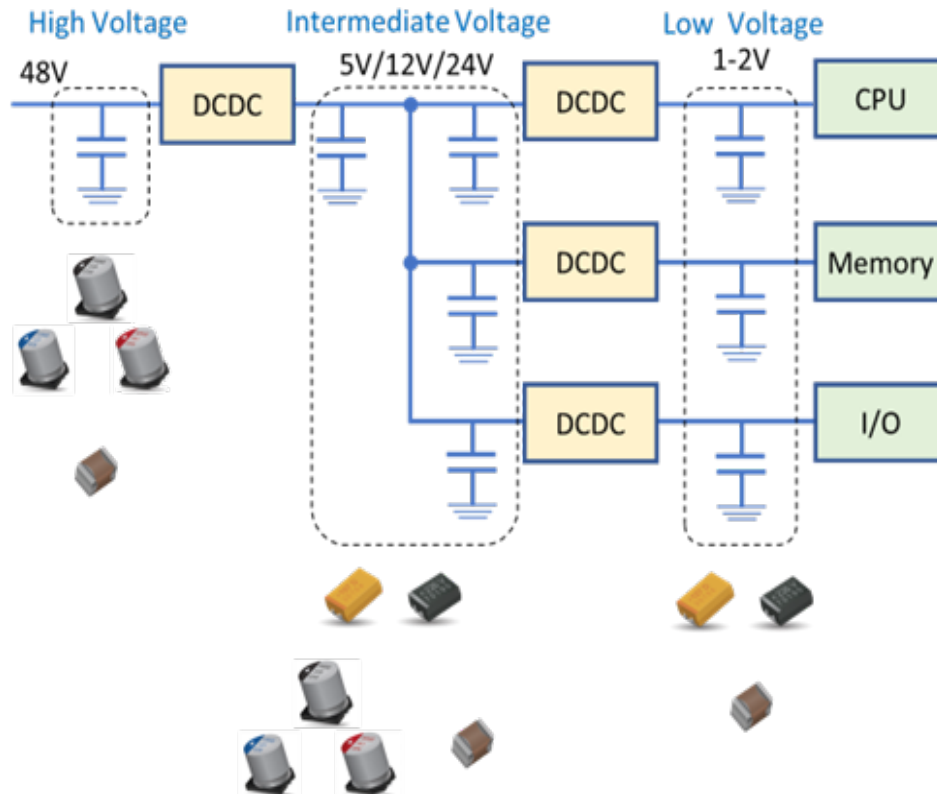 High Voltage
Intermediate Voltage
Low Voltage
48V
5V/12V/24V
1-2V
DCDC
DCDC
CPU
DCDC
Memory
DCDC
I/O